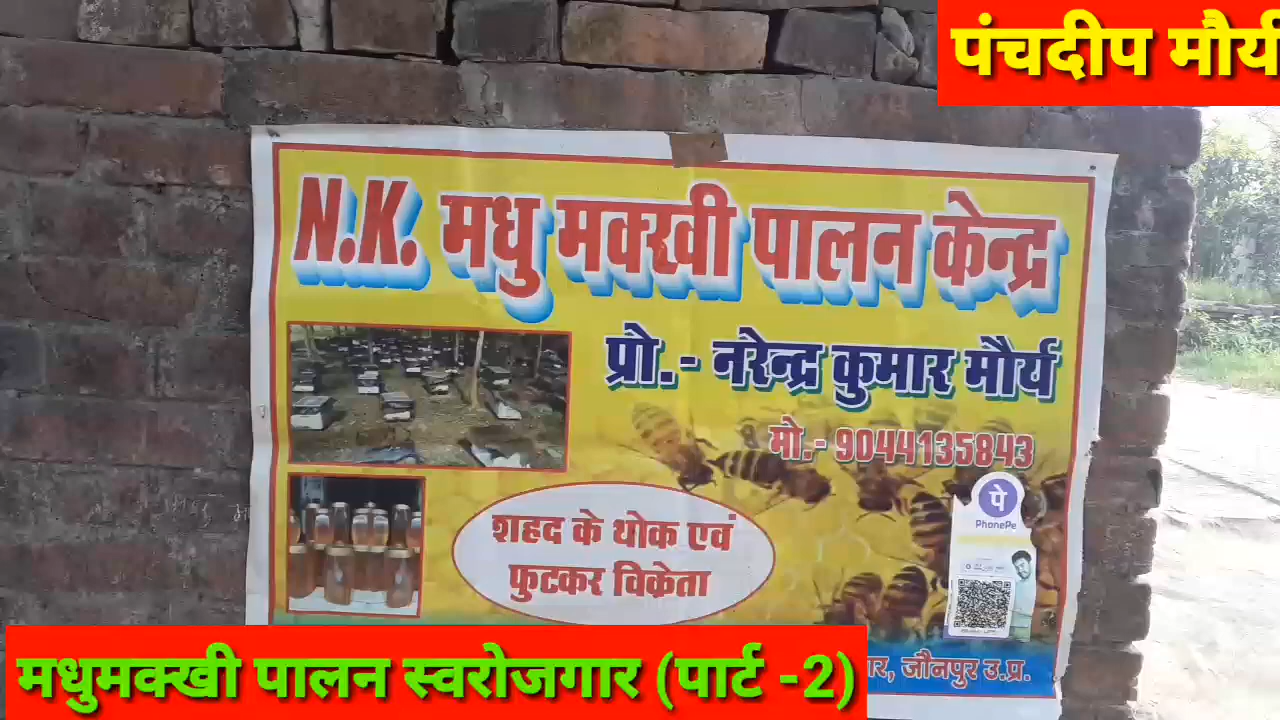 पंचदीप मौर्य
N.K. मधु मक्खी पालन केन्द्र
प्रो.- नरेन्द्र कुमार मौर्य
मो.- 9044135843
पे
PhonePe
शहद के थोक एवं
फुटकर विक्रेता
जौनपुर उ.प्र.
मधुमक्खी पालन स्वरोजगार (पार्ट -2)